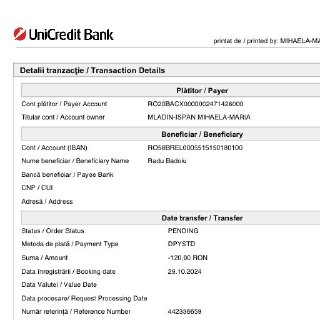 UniCredit Bank
printat de / printed by: MIHAELA-MA
Detalii tranzacţie / Transaction Details
Plătitor / Payer
Cont plătitor / Payer Account RO20BACX0000002471426000
Titular cont / Account owner MLADIN-ISPAN MIHAELA-MARIA
Beneficiar / Beneficiary
Cont / Account (IBAN) RO58BREL0005515150180100
Nume beneficiar / Beneficiary Name Radu Badoiu
Bancă beneficiar / Payee Bank
CNP / CUI
Adresă / Address
Date transfer / Transfer
Status / Order Status PENDING
Metoda de plată / Payment Type DPYSTD
Suma / Amount -120,00 RON
Data înregistrării / Booking date 29.10.2024
Data Valutei / Value Date
Data procesare/ Request Processing Date
Număr referinţă / Reference Number 442336659